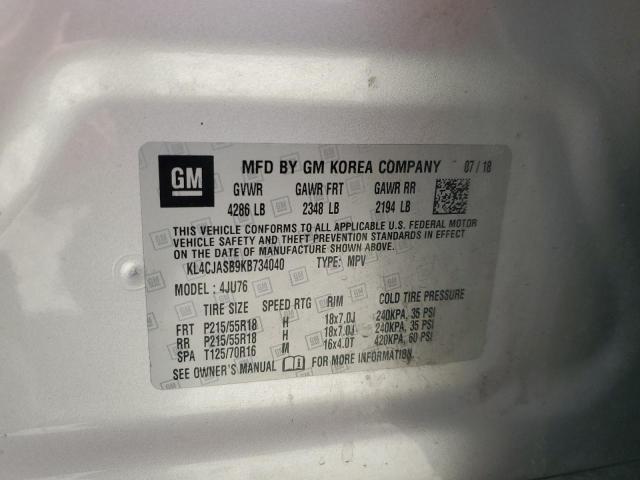 GM
MFD BY GM KOREA COMPANY 07/18
GVWR GAWR FRT GAWR RR
4286 LB 2348 LB 2194 LB
THIS VEHICLE CONFORMS TO ALL APPLICABLE U.S. FEDERAL MOTOR
VEHICLE SAFETY AND THEFT PREVENTION STANDARDS IN EFFECT
ON THE DATE OF MANUFACTURE SHOWN ABOVE.
KL4CJASB9KB734040 TYPE: MPV
MODEL: 4JU76
TIRE SIZE SPEED RTG RIM COLD TIRE PRESSURE
FRT P215/55R18 H 18x7.0J 240KPA, 35 PSI
RR P215/55R18 H 18x7.0J 240KPA, 35 PSI
SPA T125/70R16 M 16x4.0T 420KPA, 60 PSI
SEE OWNER'S MANUAL FOR MORE INFORMATION.